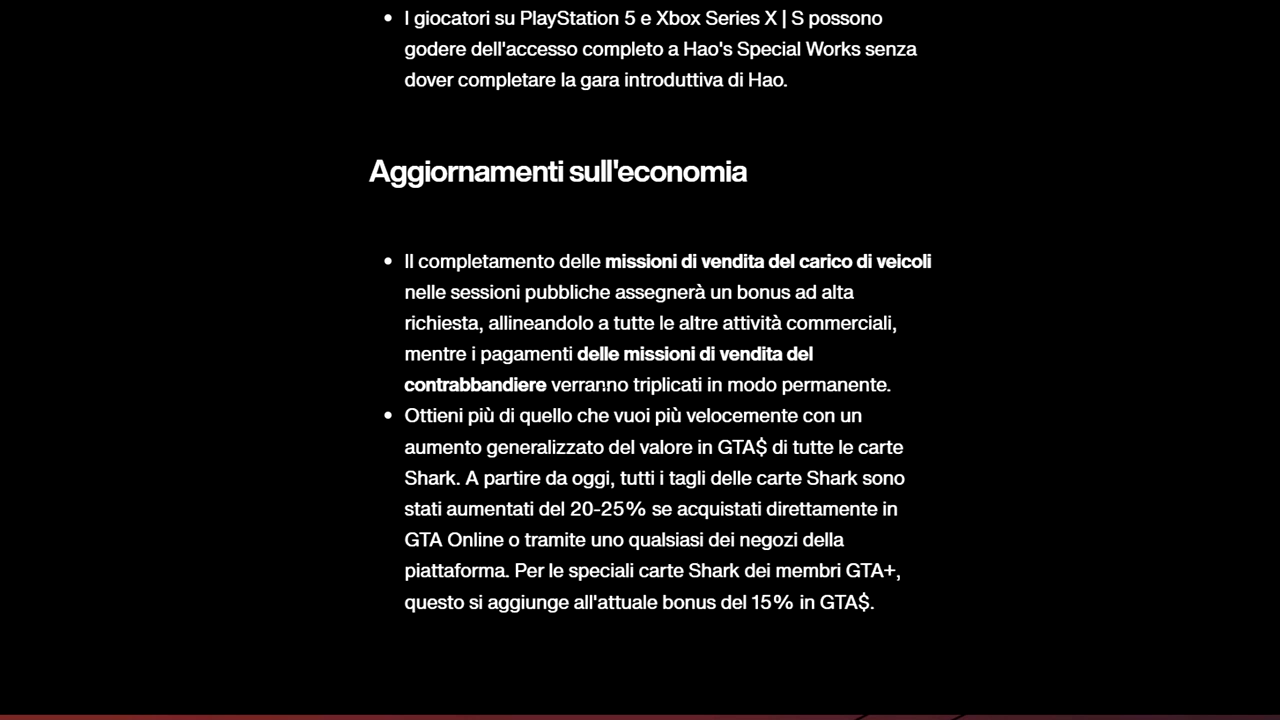 I giocatori su PlayStation 5 e Xbox Series X | S possono
godere dell'accesso completo a Hao's Special Works senza
dover completare la gara introduttiva di Hao.
Aggiornamenti sull'economia
Il completamento delle missioni di vendita del carico di veicoli
nelle sessioni pubbliche assegnerà un bonus ad alta
richiesta, allineandolo a tutte le altre attività commerciali,
mentre i pagamenti delle missioni di vendita del
contrabbandiere verranno triplicati in modo permanente.
Ottieni più di quello che vuoi più velocemente con un
aumento generalizzato del valore in GTA$ di tutte le carte
Shark. A partire da oggi, tutti i tagli delle carte Shark sono
stati aumentati del 20-25% se acquistati direttamente in
GTA Online o tramite uno qualsiasi dei negozi della
piattaforma. Per le speciali carte Shark dei membri GTA+,
questo si aggiunge all'attuale bonus del 15% in GTA$.